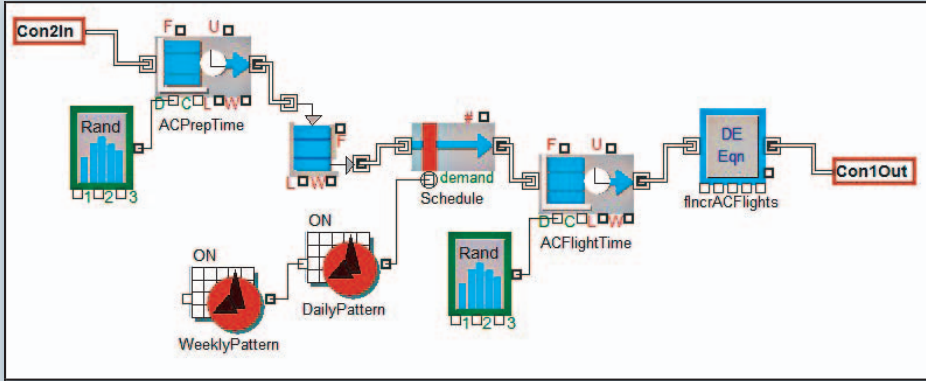 Con2In
F U
D C L W
ACPrepTime
Rand
1 2 3
F
L W
#
demand
Schedule
F U
D C L W
ACFlightTime
Rand
1 2 3
DE
Eqn
fIncrACFlights
Con1Out
ON
DailyPattern
ON
WeeklyPattern